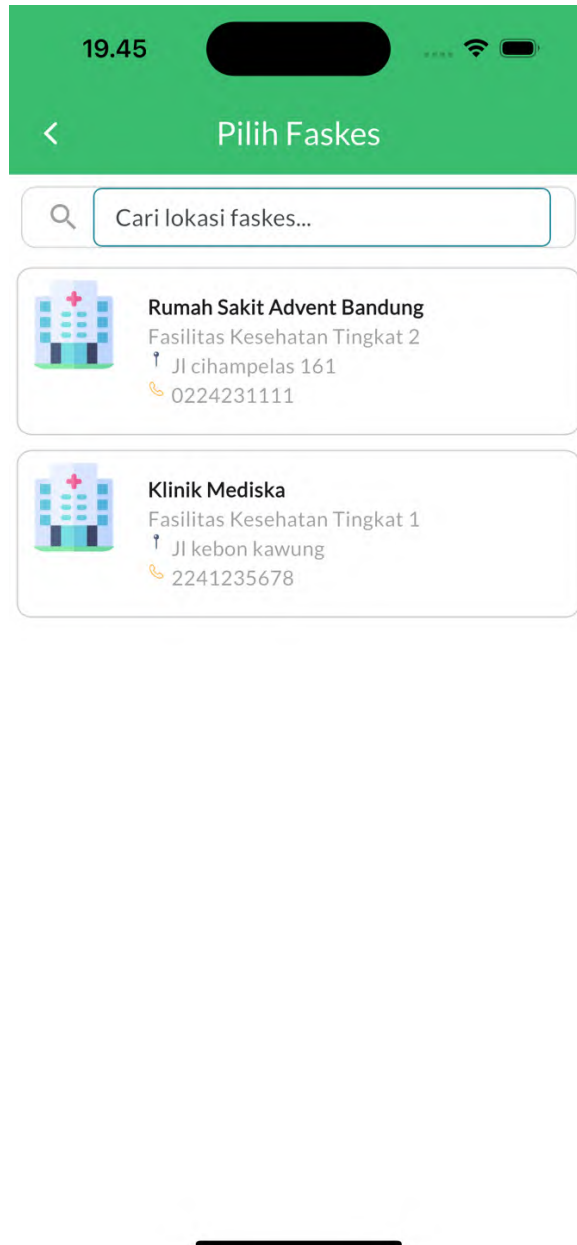 19.45
Pilih Faskes
Cari lokasi faskes...
Rumah Sakit Advent Bandung
Fasilitas Kesehatan Tingkat 2
Jl cihampelas 161
0224231111
Klinik Mediska
Fasilitas Kesehatan Tingkat 1
Jl kebon kawung
2241235678